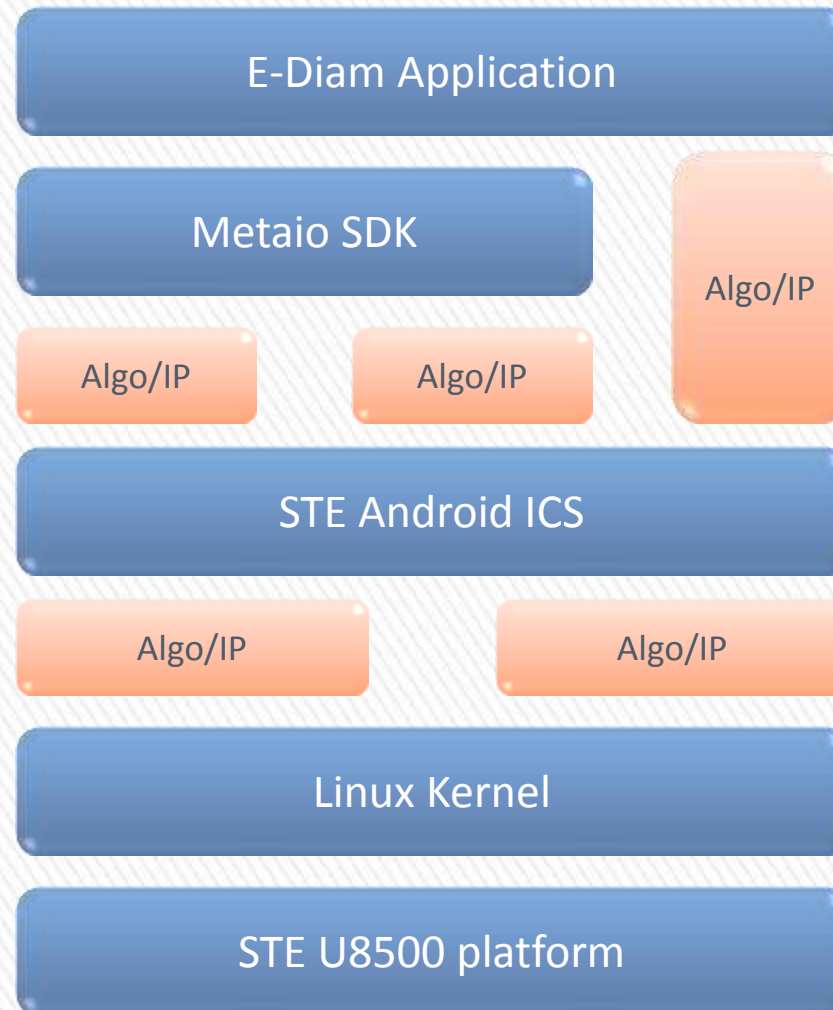 E-Diam Application
Metaio SDK
Algo/IP
Algo/IP
Algo/IP
STE Android ICS
Algo/IP
Algo/IP
Linux Kernel
STE U8500 platform